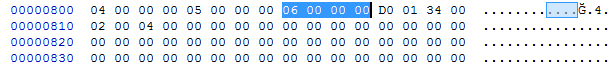 00000800 04 00 00 00 05 00 00 00 06 00 00 00 D0 01 34 00 ............Ğ.4.
00000810 02 00 04 00 00 00 00 00 00 00 00 00 00 00 00 00 ................
00000820 00 00 00 00 00 00 00 00 00 00 00 00 00 00 00 00 ................
00000830 00 00 00 00 00 00 00 00 00 00 00 00 00 00 00 00 ................